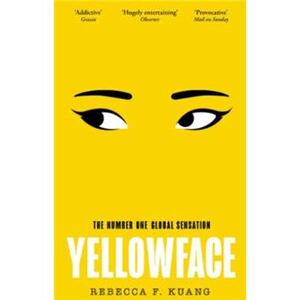 'Addictive' 'Hugely entertaining' 'Provocative'
Grazia Observer Mail on Sunday
THE NUMBER ONE GLOBAL SENSATION
YELLOWFACE
REBECCA F. KUANG